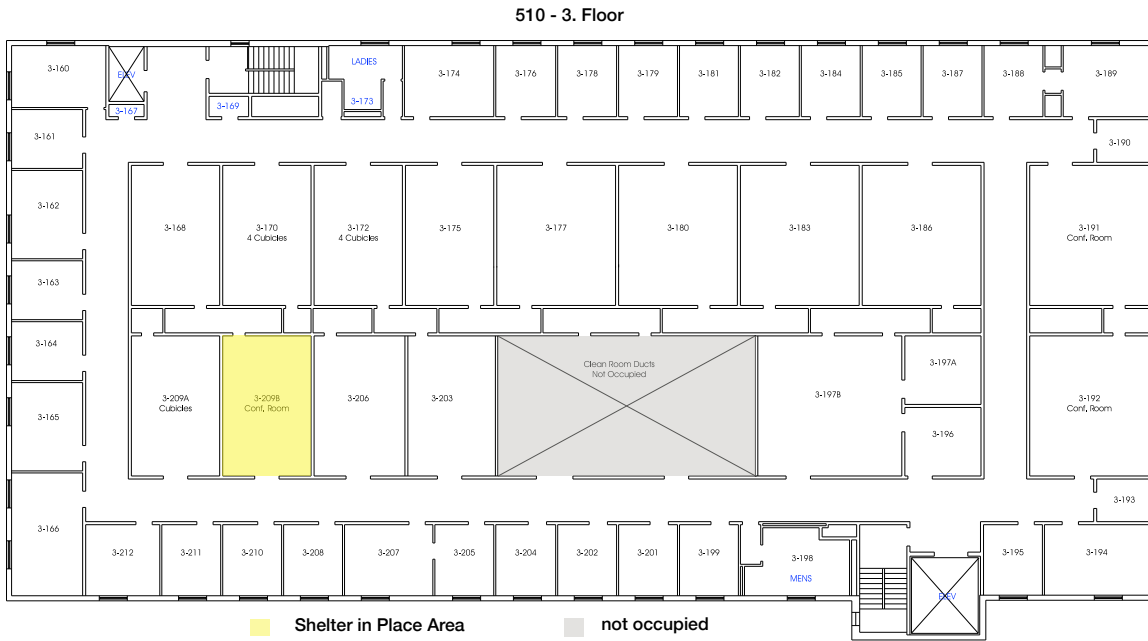 510 - 3. Floor
3-160
ELEV
3-167
3-169
LADIES
3-173
3-174
3-176
3-178
3-179
3-181
3-182
3-184
3-185
3-187
3-188
3-189
3-190
3-161
3-162
3-163
3-164
3-165
3-166
3-168
3-170
4 Cubicles
3-172
4 Cubicles
3-175
3-177
3-180
3-183
3-186
3-191
Conf. Room
3-209A
Cubicles
3-209B
Conf. Room
3-206
3-203
Clean Room Ducts
Not Occupied
3-197B
3-197A
3-196
3-192
Conf. Room
3-193
3-212
3-211
3-210
3-208
3-207
3-205
3-204
3-202
3-201
3-199
3-198
MENS
ELEV
3-195
3-194
Shelter in Place Area
not occupied